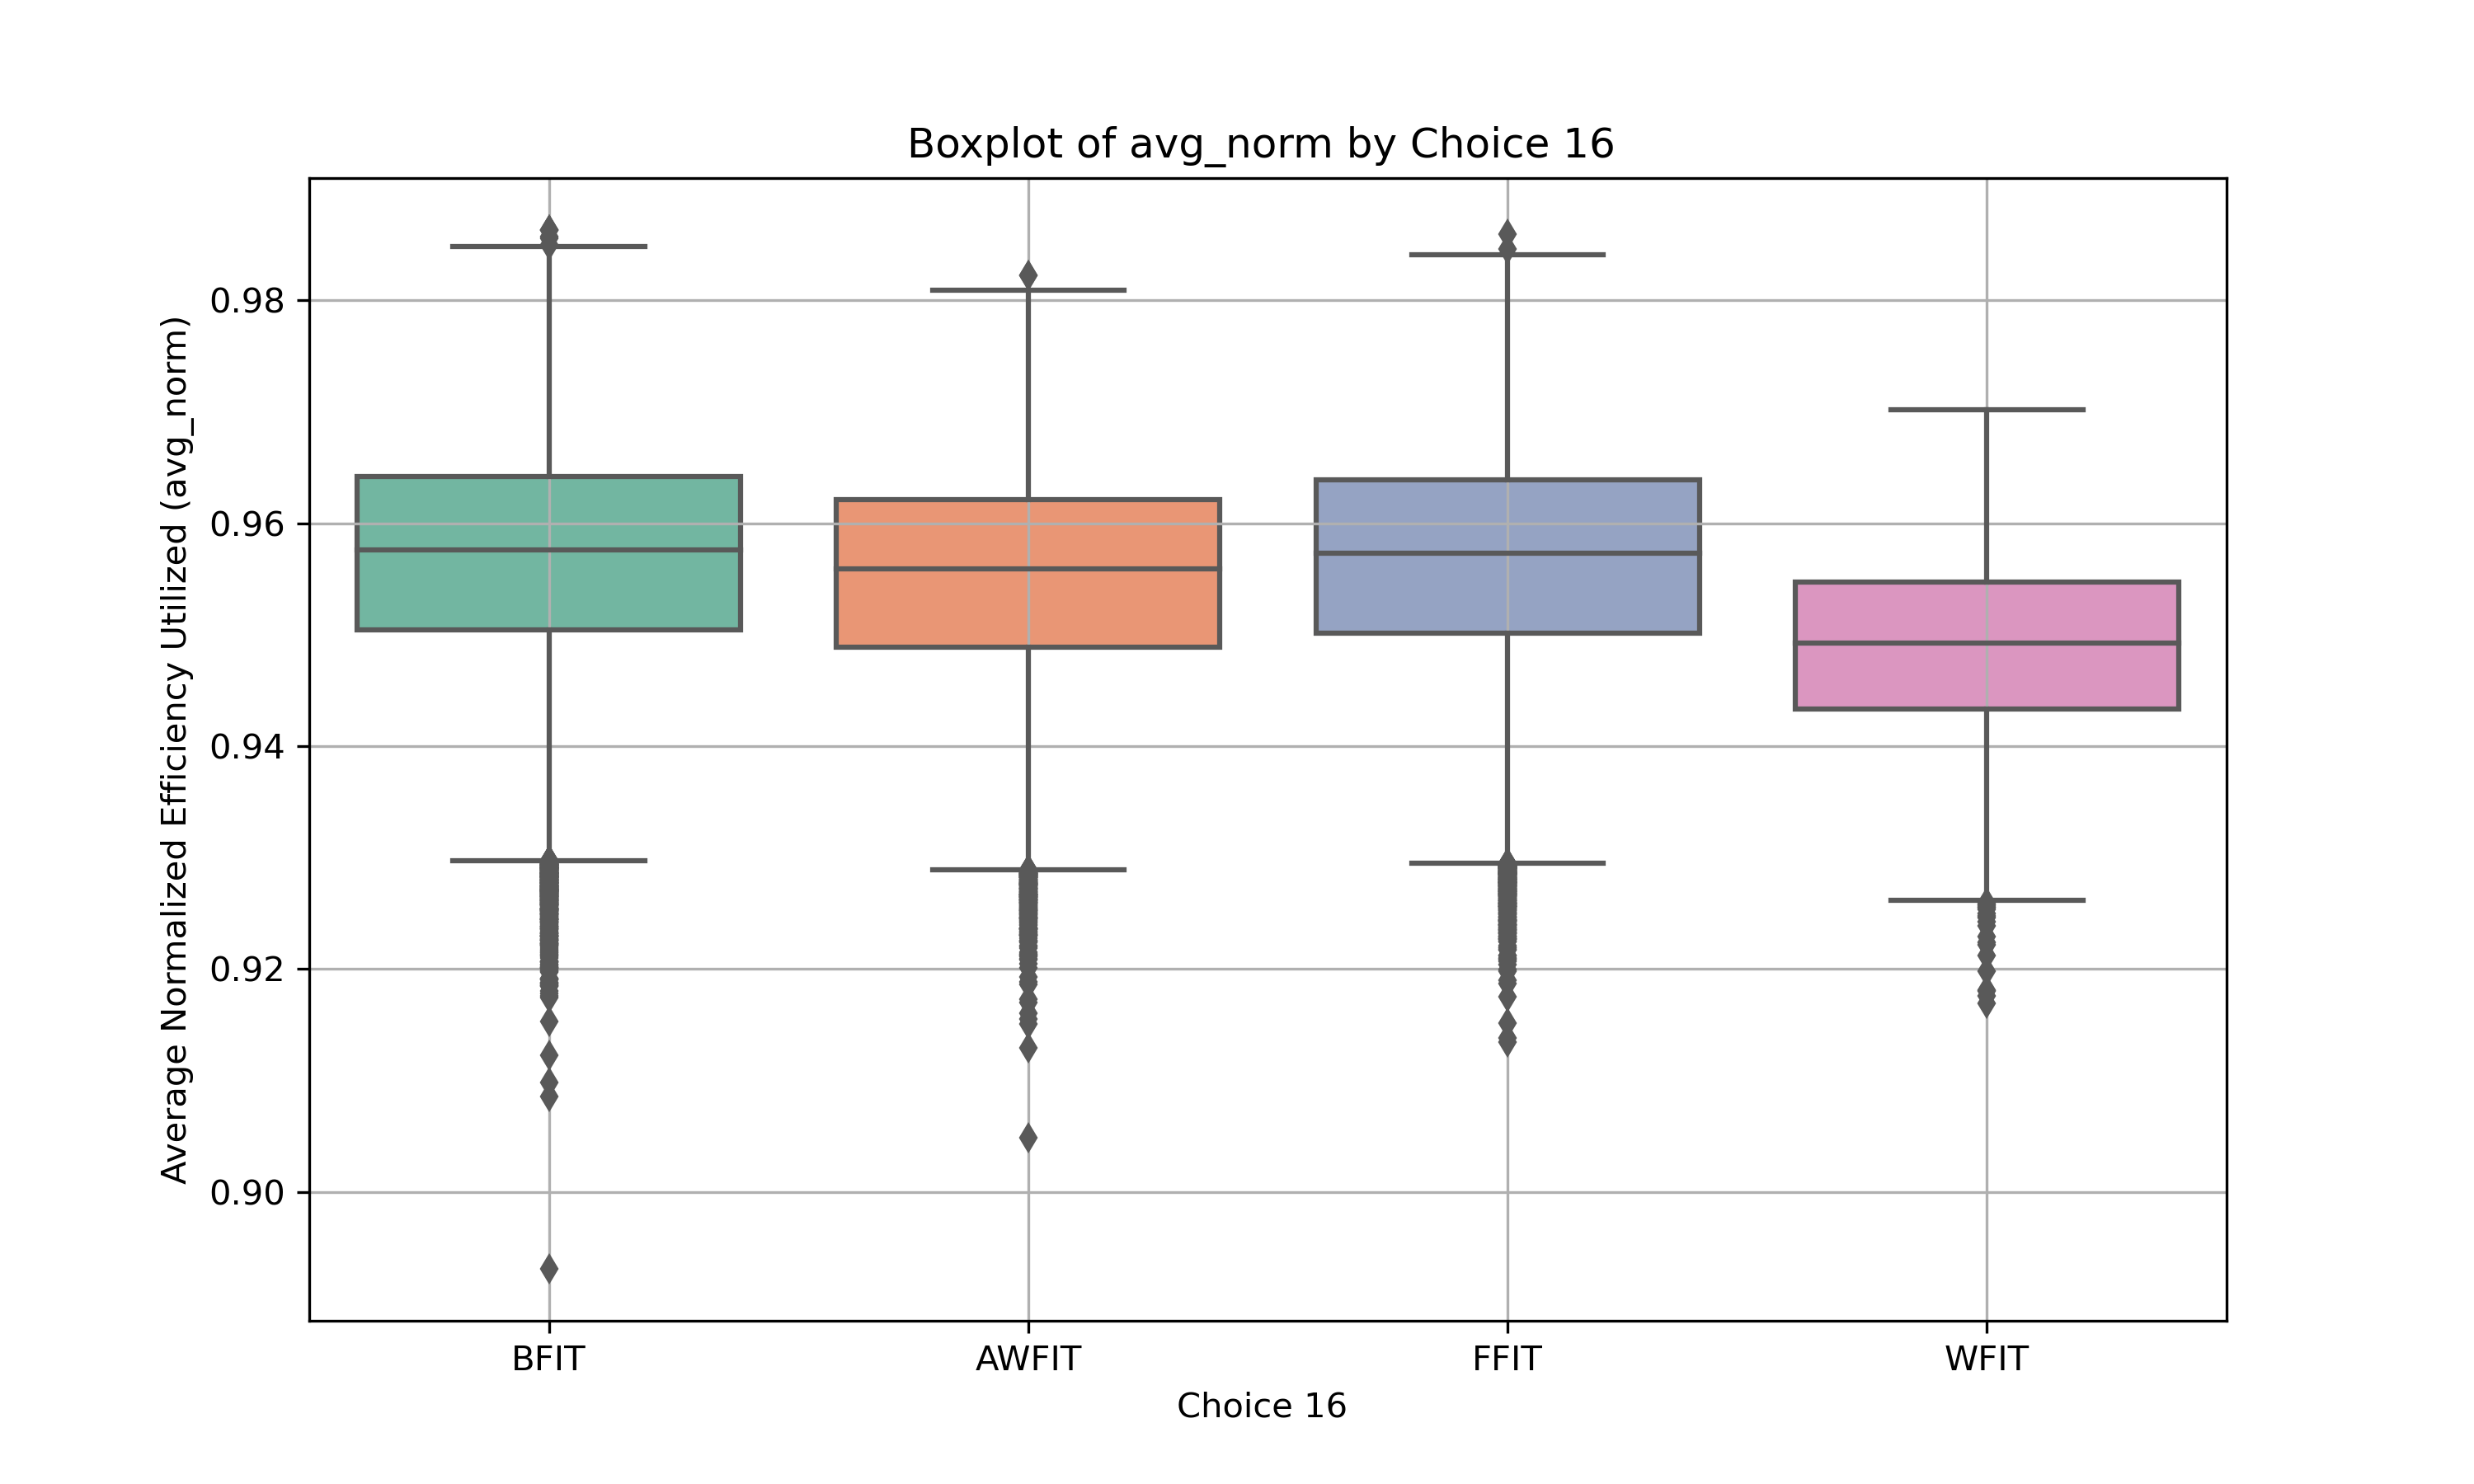 Boxplot of avg_norm by Choice 16
Average Normalized Efficiency Utilized (avg_norm)
0.98
0.96
0.94
0.92
0.90
BFIT
AWFIT
FFIT
WFIT
Choice 16